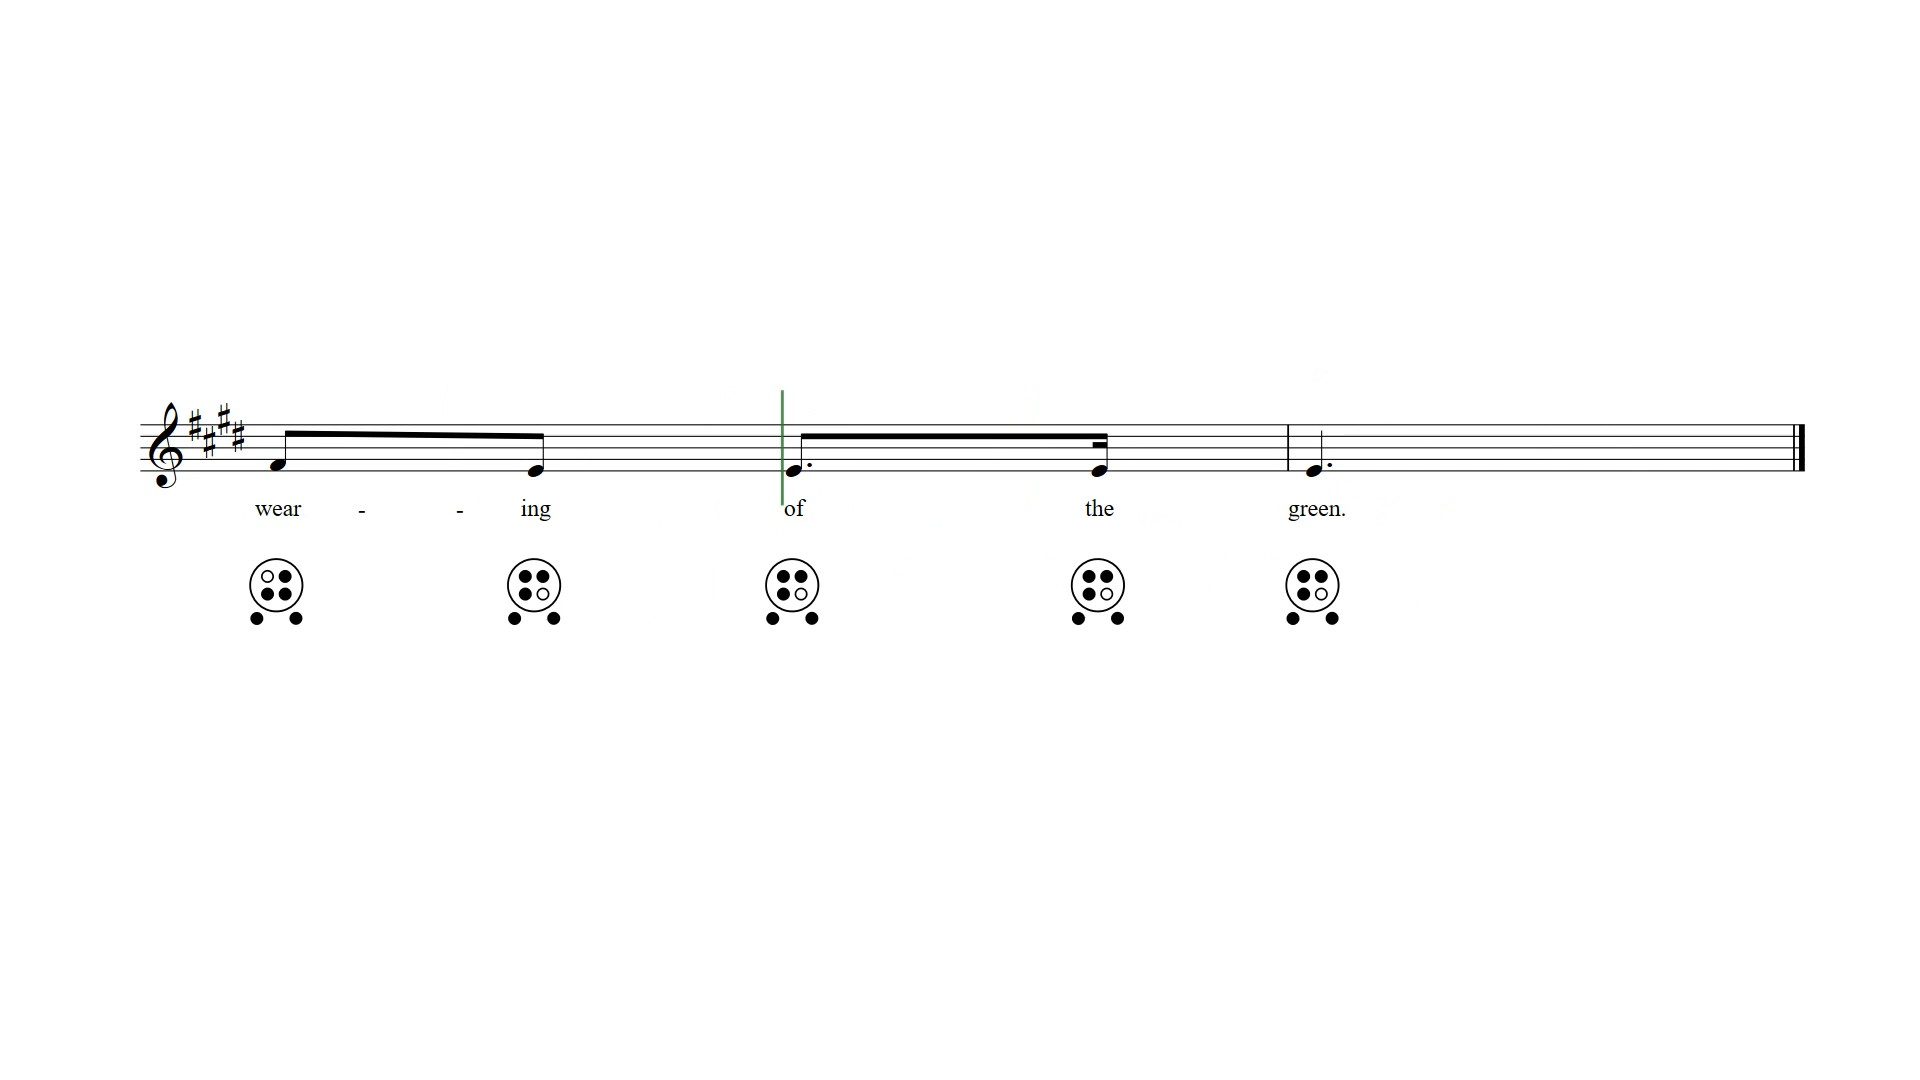 wear - - ing of the green.